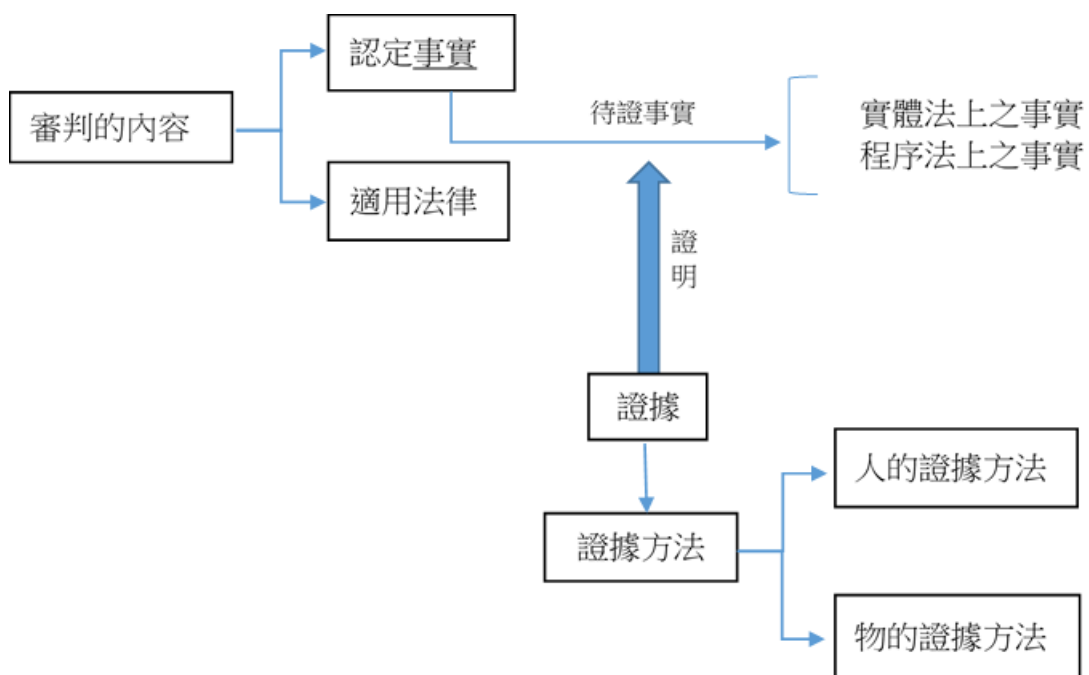 認定事實
審判的內容
待證事實
實體法上之事實
程序法上之事實
適用法律
證
明
證據
人的證據方法
證據方法
物的證據方法